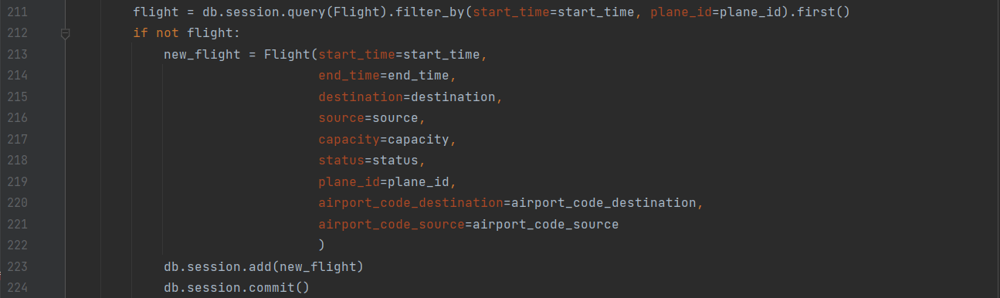 211 flight = db.session.query(Flight).filter_by(start_time=start_time, plane_id=plane_id).first()
212 if not flight:
213 new_flight = Flight(start_time=start_time,
214 end_time=end_time,
215 destination=destination,
216 source=source,
217 capacity=capacity,
218 status=status,
219 plane_id=plane_id,
220 airport_code_destination=airport_code_destination,
221 airport_code_source=airport_code_source
222 )
223 db.session.add(new_flight)
224 db.session.commit()